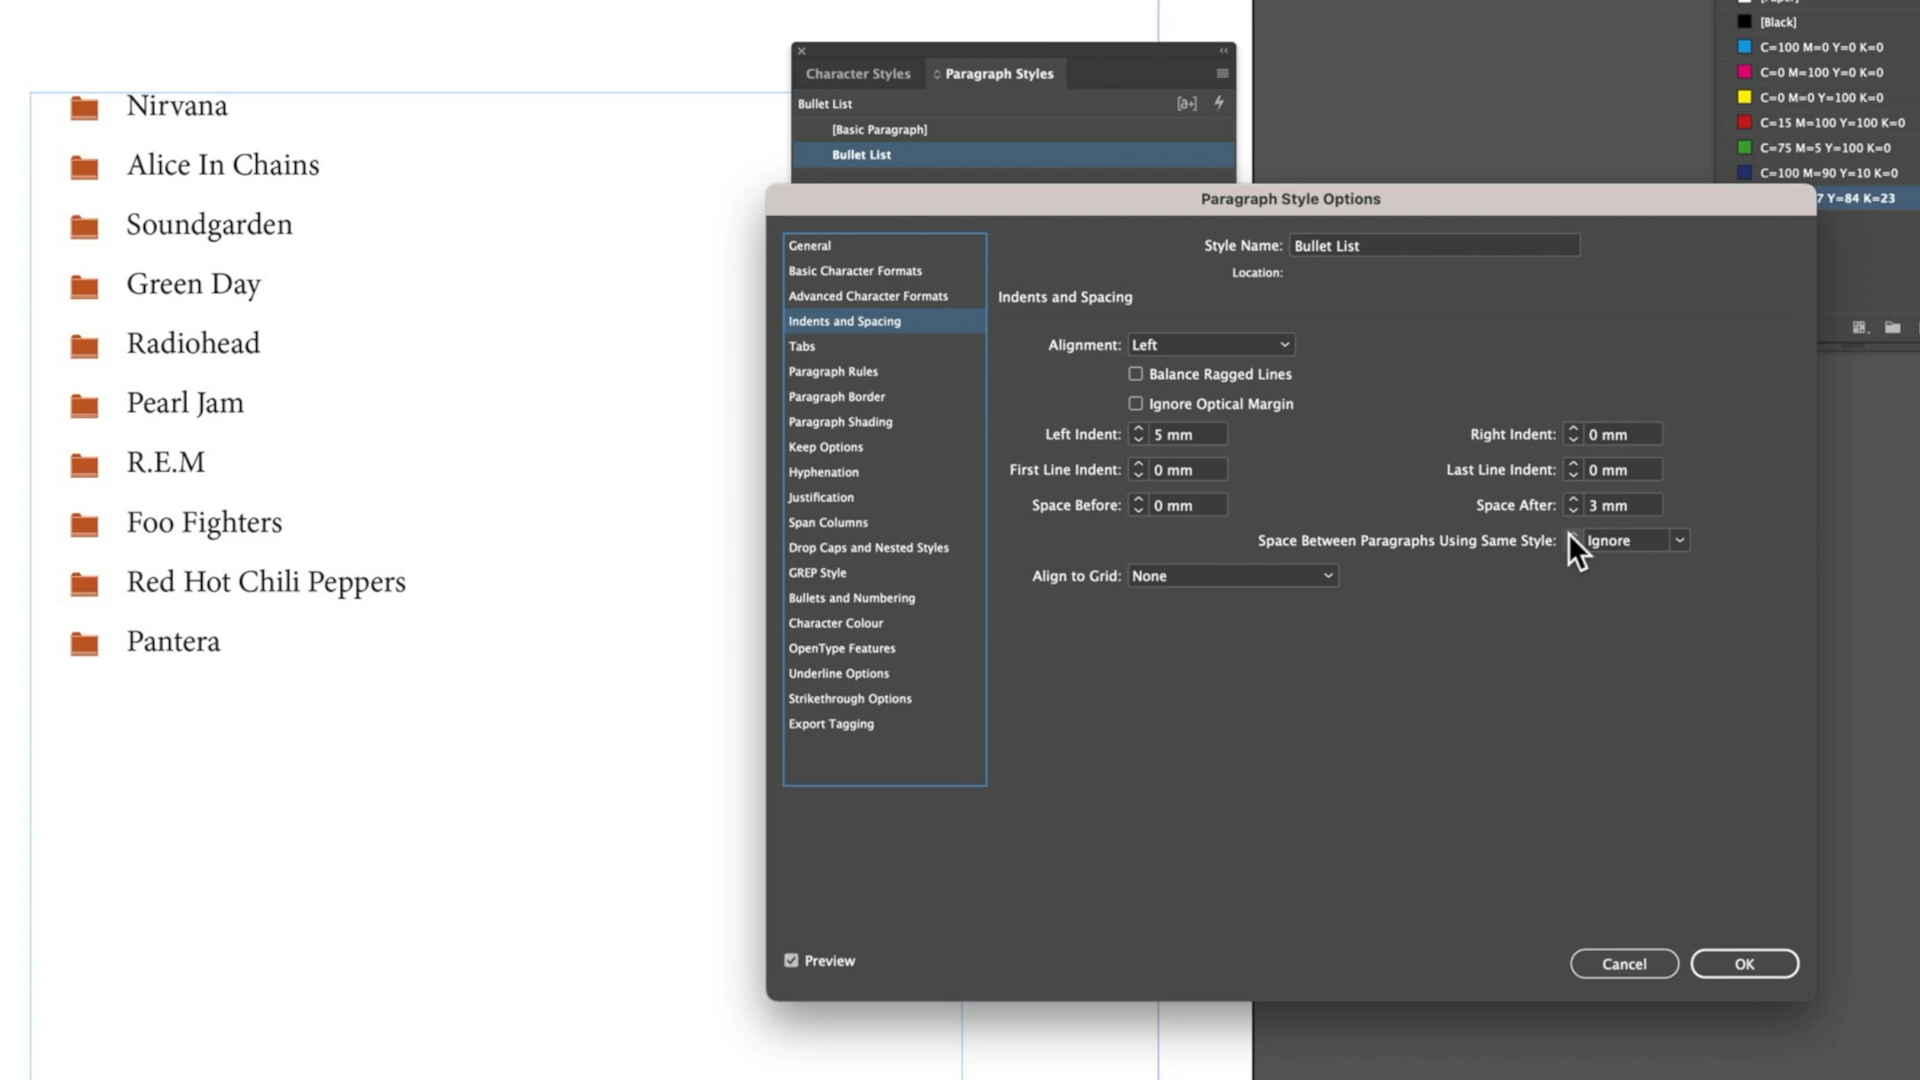 Nirvana
Alice In Chains
Soundgarden
Green Day
Radiohead
Pearl Jam
R.E.M
Foo Fighters
Red Hot Chili Peppers
Pantera
Character Styles
Paragraph Styles
Bullet List
[a+]
[Basic Paragraph]
Bullet List
[Paper]
[Black]
C=100 M=0 Y=0 K=0
C=0 M=100 Y=0 K=0
C=0 M=0 Y=100 K=0
C=15 M=100 Y=100 K=0
C=75 M=5 Y=100 K=0
C=100 M=90 Y=10 K=0
7 Y=84 K=23
Paragraph Style Options
General
Basic Character Formats
Advanced Character Formats
Indents and Spacing
Tabs
Paragraph Rules
Paragraph Border
Paragraph Shading
Keep Options
Hyphenation
Justification
Span Columns
Drop Caps and Nested Styles
GREP Style
Bullets and Numbering
Character Colour
OpenType Features
Underline Options
Strikethrough Options
Export Tagging
Style Name: Bullet List
Location:
Indents and Spacing
Alignment: Left
Balance Ragged Lines
Ignore Optical Margin
Left Indent: 5 mm
Right Indent: 0 mm
First Line Indent: 0 mm
Last Line Indent: 0 mm
Space Before: 0 mm
Space After: 3 mm
Space Between Paragraphs Using Same Style: Ignore
Align to Grid: None
Preview
Cancel
OK